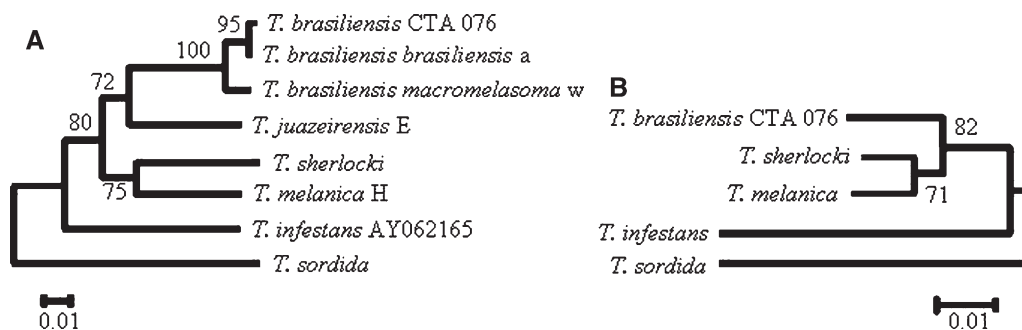 A
95
T. brasiliensis CTA 076
T. brasiliensis brasiliensis a
100
T. brasiliensis macromelasoma w
72
T. juazeirensis E
80
T. sherlocki
75
T. melanica H
T. infestans AY062165
T. sordida
0.01
B
T. brasiliensis CTA 076
82
T. sherlocki
T. melanica
71
T. infestans
T. sordida
0.01